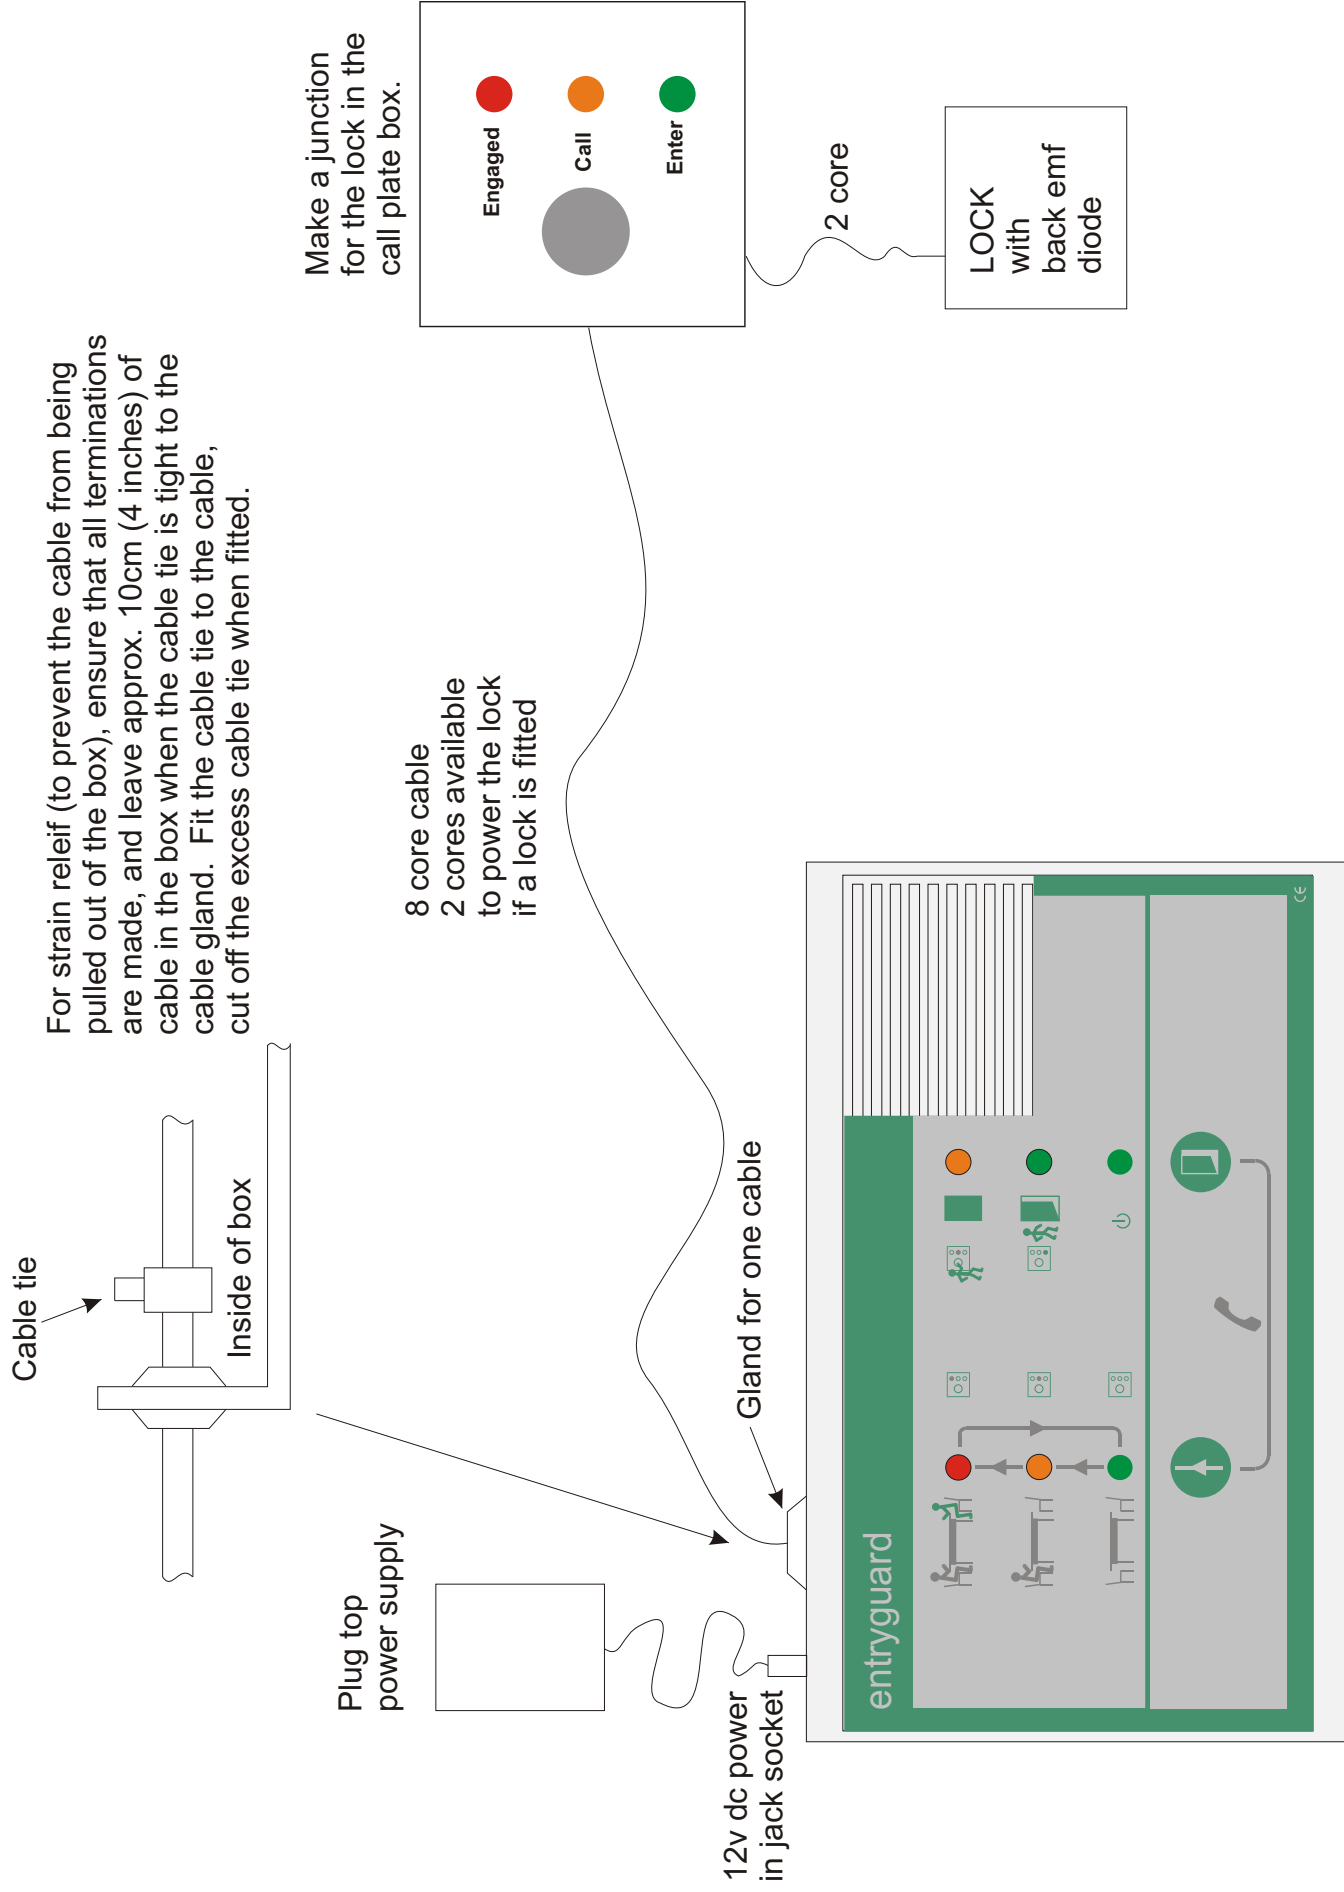 Cable tie
Inside of box
For strain releif (to prevent the cable from being
pulled out of the box), ensure that all terminations
are made, and leave approx. 10cm (4 inches) of
cable in the box when the cable tie is tight to the
cable gland.  Fit the cable tie to the cable,
cut off the excess cable tie when fitted.
Make a junction
for the lock in the
call plate box.
Engaged
Call
Enter
8 core cable
2 cores available
to power the lock
if a lock is fitted
2 core
LOCK
with
back emf
diode
Plug top
power supply
12v dc power
in jack socket
Gland for one cable
entryguard
CE